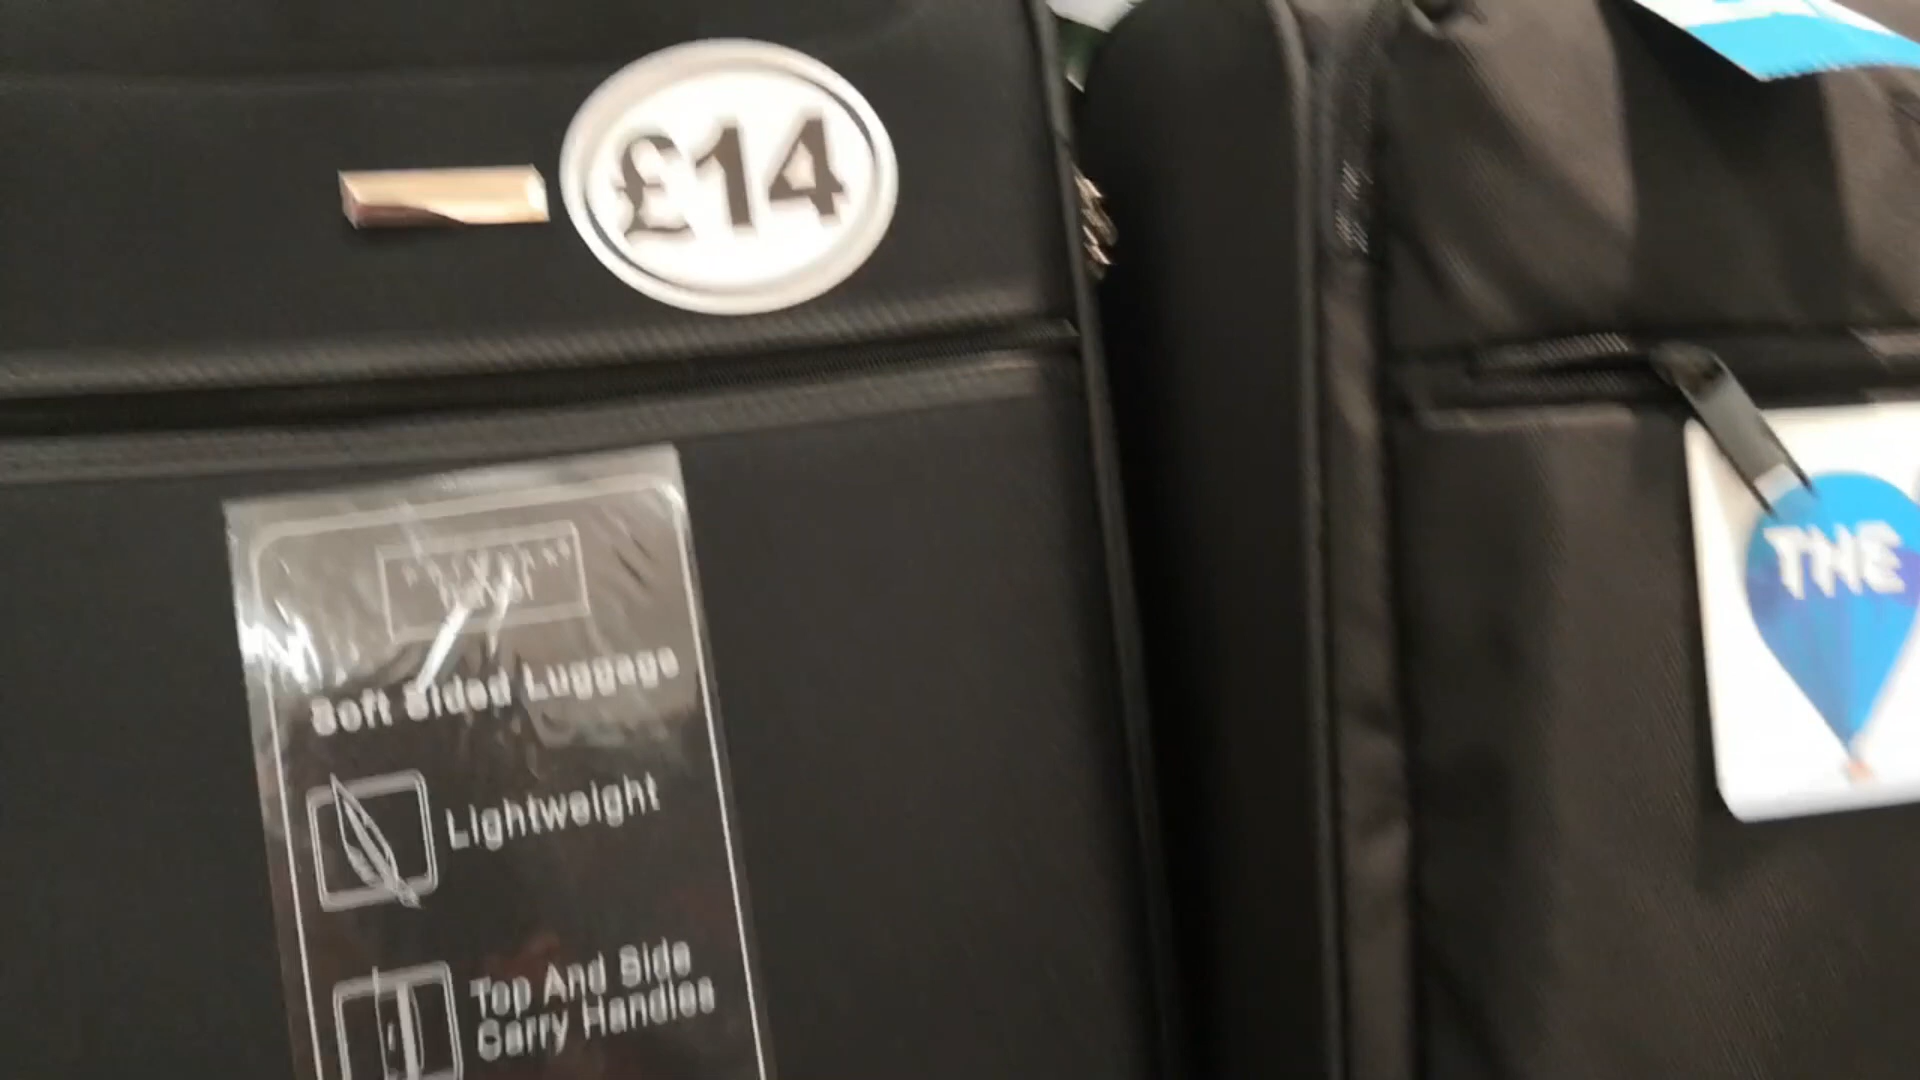 £14
Soft Sided Luggage
Lightweight
Top And Side
Carry Handles
THE